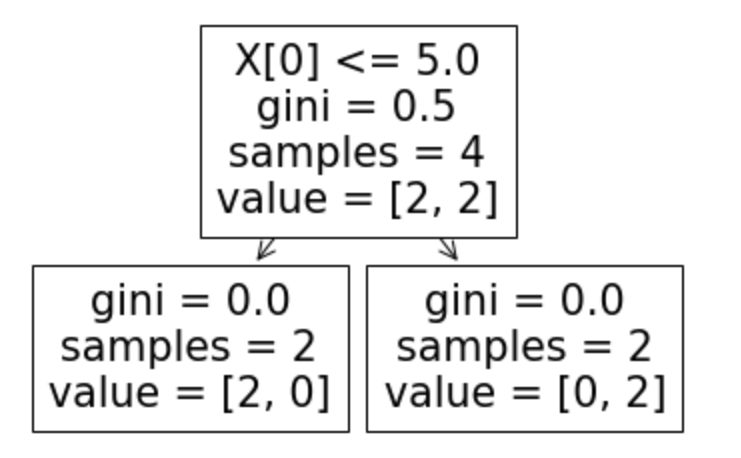 X[0] <= 5.0
gini = 0.5
samples = 4
value = [2, 2]
gini = 0.0
samples = 2
value = [2, 0]
gini = 0.0
samples = 2
value = [0, 2]